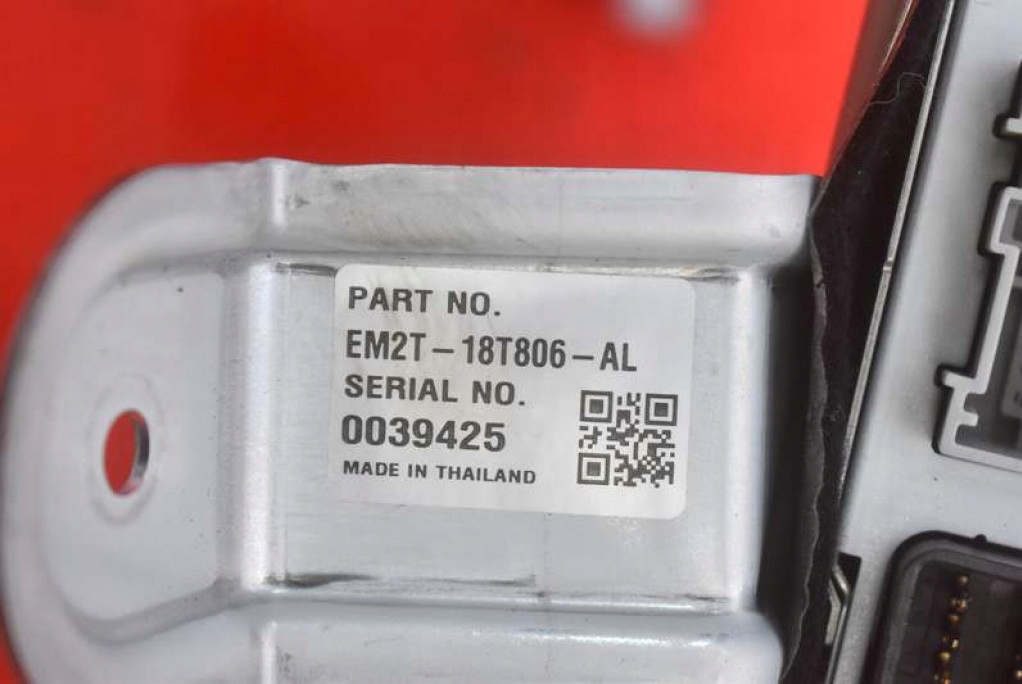 PART NO.
EM2T-18T806-AL
SERIAL NO.
0039425
MADE IN THAILAND